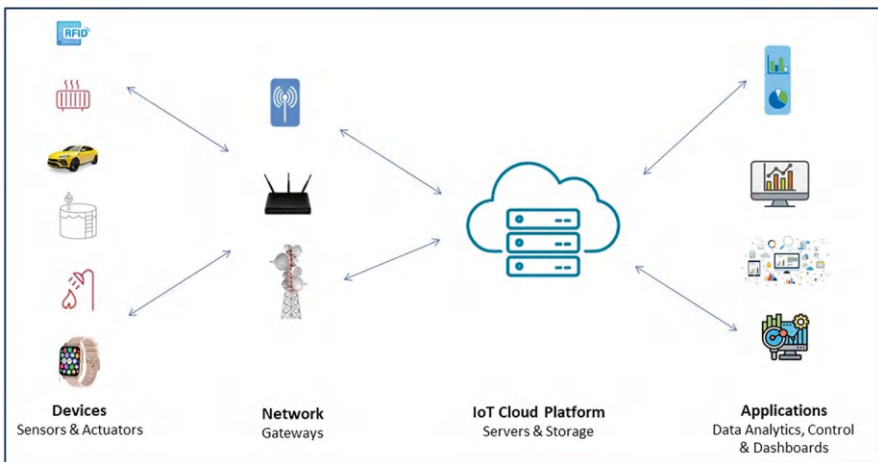 RFiD
Devices
Sensors & Actuators
Network
Gateways
IoT Cloud Platform
Servers & Storage
Applications
Data Analytics, Control
& Dashboards